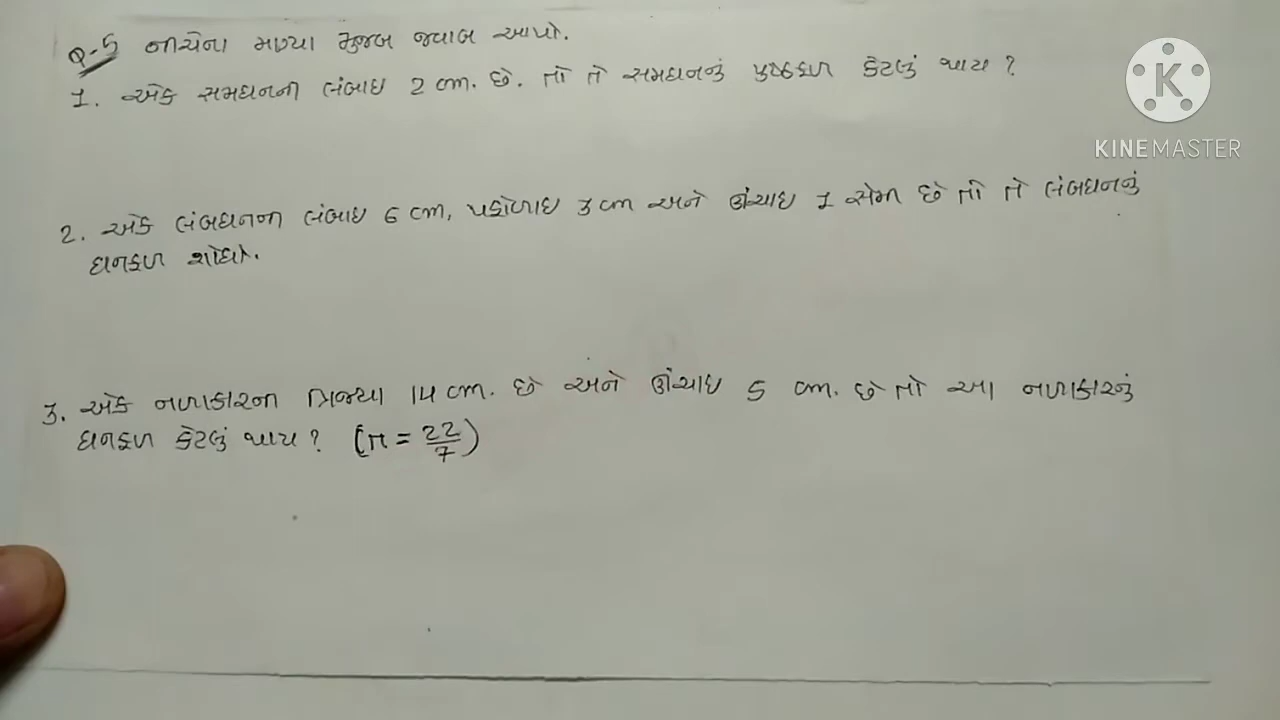 Q-5 નીચેના માગ્યા મુજબ જવાબ આપો.
1. એક સમઘનની લંબાઇ 2 cm. છે. તો તે સમઘનનું પૃષ્ઠફળ કેટલું થાય ?
2. એક લંબઘનના લંબાઇ 6 cm, પહોળાઇ 3 cm અને ઊંચાઇ 1 સેમી છે તો તે લંબઘનનું
ઘનફળ શોધો.
3. એક નળાકારના ત્રિજ્યા 14 cm. છે અને ઊંચાઇ 5 cm. છે તો આ નળાકારનું
ઘનફળ કેટલું થાય ? (π = 22/7)
K
KINEMASTER